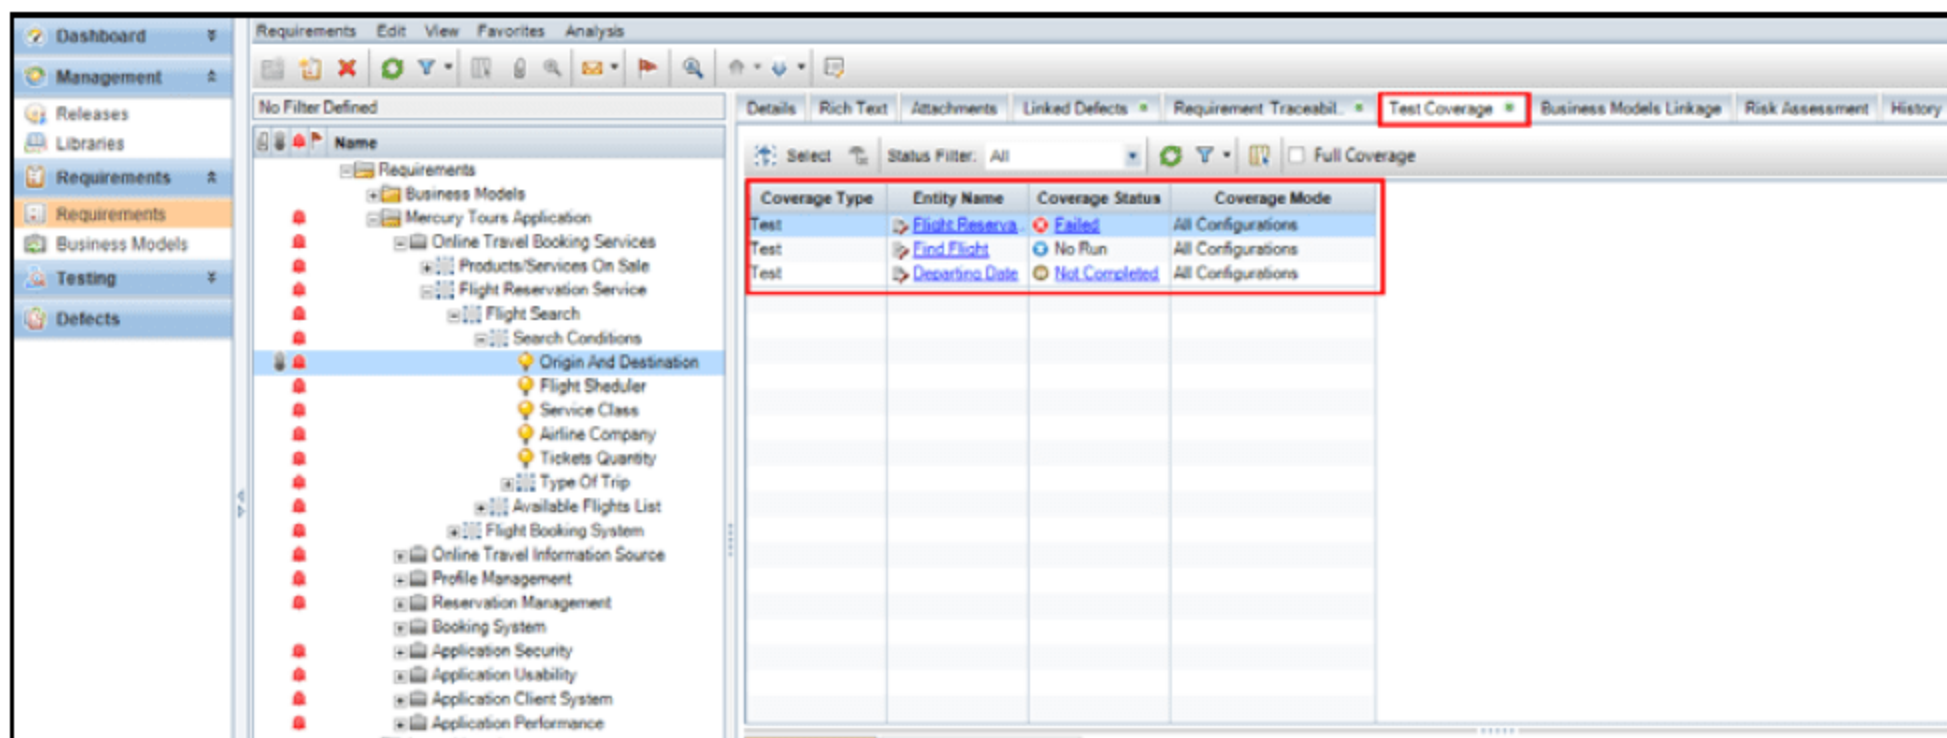 Dashboard
Management
Releases
Libraries
Requirements
Requirements
Business Models
Testing
Defects
Requirements Edit View Favorites Analysis
No Filter Defined
Name
Requirements
Business Models
Mercury Tours Application
Online Travel Booking Services
Products/Services On Sale
Flight Reservation Service
Flight Search
Search Conditions
Origin And Destination
Flight Sheduler
Service Class
Airline Company
Tickets Quantity
Type Of Trip
Available Flights List
Flight Booking System
Online Travel Information Source
Profile Management
Reservation Management
Booking System
Application Security
Application Usability
Application Client System
Application Performance
Details Rich Text Attachments Linked Defects Requirement Traceabil.. Test Coverage Business Models Linkage Risk Assessment History
Select Status Filter: All Full Coverage
Coverage Type Entity Name Coverage Status Coverage Mode
Test Flight Reserva... Failed All Configurations
Test Find Flight No Run All Configurations
Test Departing Date Not Completed All Configurations